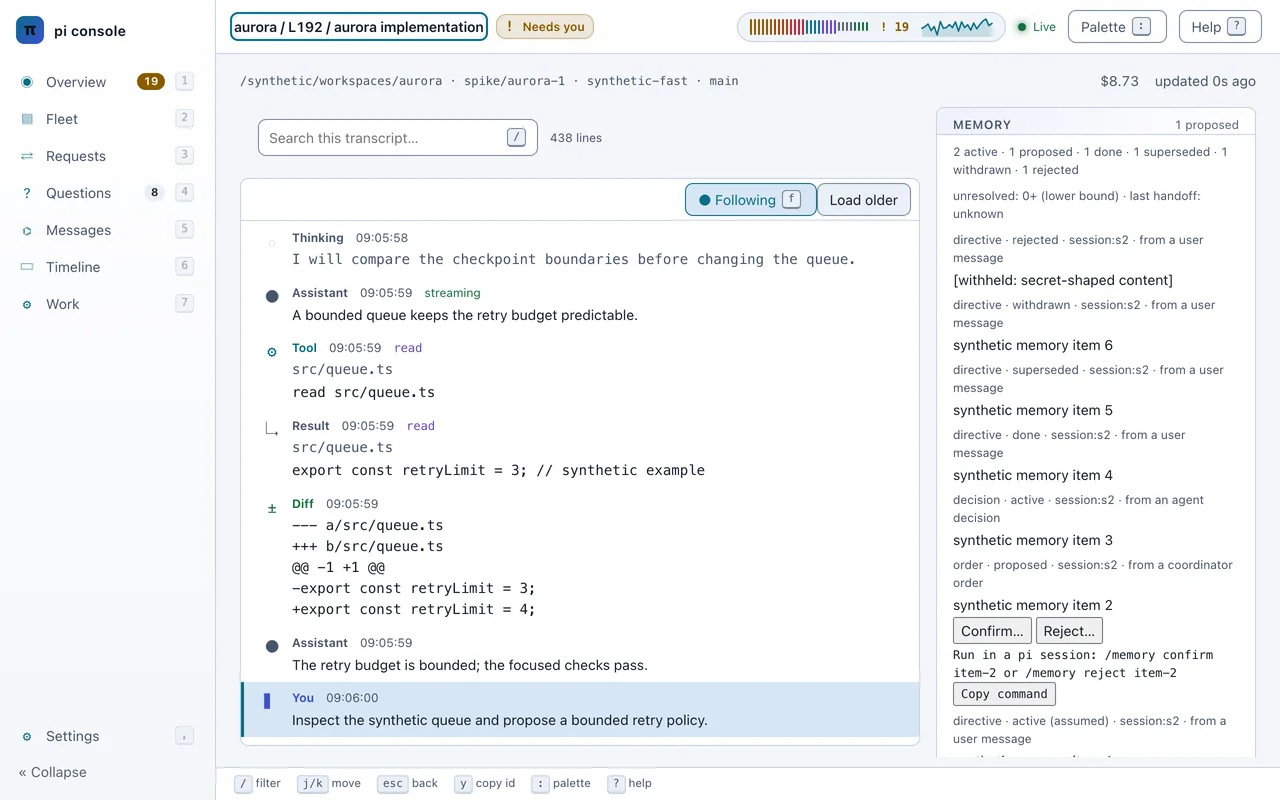 π pi console
Overview 19 1
Fleet 2
Requests 3
Questions 8 4
Messages 5
Timeline 6
Work 7
Settings ,
« Collapse
aurora / L192 / aurora implementation
! Needs you
! 19
Live
Palette :
Help ?
/synthetic/workspaces/aurora · spike/aurora-1 · synthetic-fast · main
$8.73 updated 0s ago
Search this transcript... /
438 lines
Following f
Load older
Thinking 09:05:58
I will compare the checkpoint boundaries before changing the queue.
Assistant 09:05:59 streaming
A bounded queue keeps the retry budget predictable.
Tool 09:05:59 read
src/queue.ts
read src/queue.ts
Result 09:05:59 read
src/queue.ts
export const retryLimit = 3; // synthetic example
± Diff 09:05:59
--- a/src/queue.ts
+++ b/src/queue.ts
@@ -1 +1 @@
-export const retryLimit = 3;
+export const retryLimit = 4;
Assistant 09:05:59
The retry budget is bounded; the focused checks pass.
You 09:06:00
Inspect the synthetic queue and propose a bounded retry policy.
MEMORY 1 proposed
2 active · 1 proposed · 1 done · 1 superseded · 1
withdrawn · 1 rejected
unresolved: 0+ (lower bound) · last handoff:
unknown
directive · rejected · session:s2 · from a user
message
[withheld: secret-shaped content]
directive · withdrawn · session:s2 · from a user
message
synthetic memory item 6
directive · superseded · session:s2 · from a user
message
synthetic memory item 5
directive · done · session:s2 · from a user
message
synthetic memory item 4
decision · active · session:s2 · from an agent
decision
synthetic memory item 3
order · proposed · session:s2 · from a coordinator
order
synthetic memory item 2
Confirm... Reject...
Run in a pi session: /memory confirm
item-2 or /memory reject item-2
Copy command
directive · active (assumed) · session:s2 · from a
user message
/ filter j/k move esc back y copy id : palette ? help